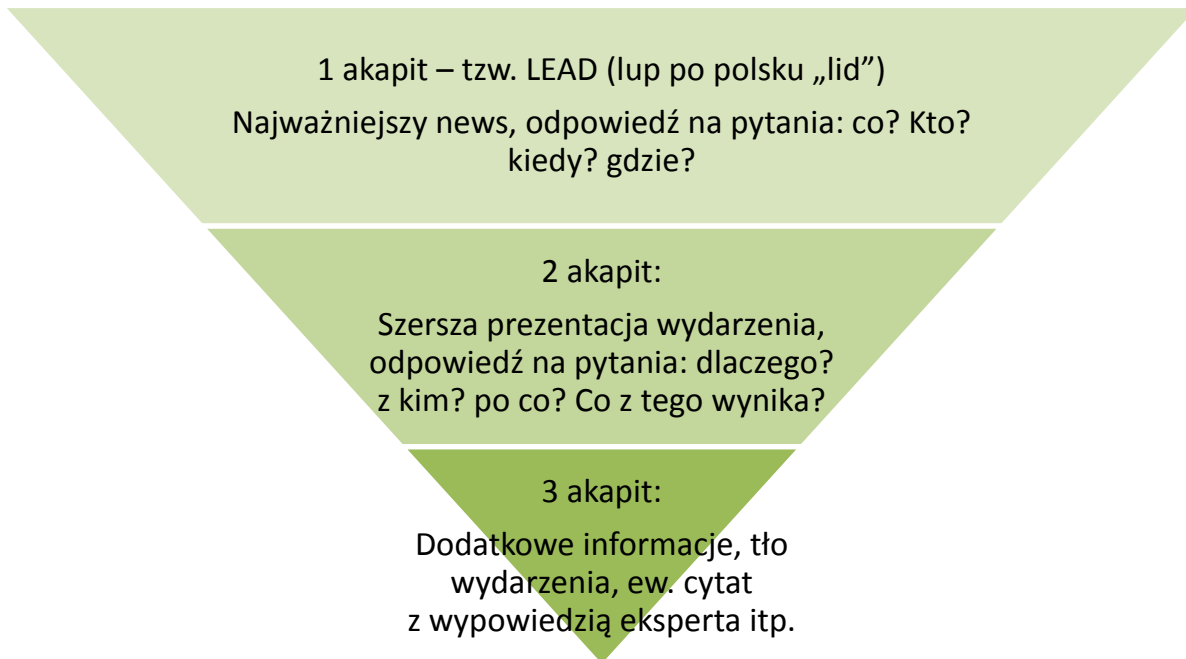 1 akapit – tzw. LEAD (lup po polsku „lid”)
Najważniejszy news, odpowiedź na pytania: co? Kto?
kiedy? gdzie?
2 akapit:
Szersza prezentacja wydarzenia,
odpowiedź na pytania: dlaczego?
z kim? po co? Co z tego wynika?
3 akapit:
Dodatkowe informacje, tło
wydarzenia, ew. cytat
z wypowiedzią eksperta itp.